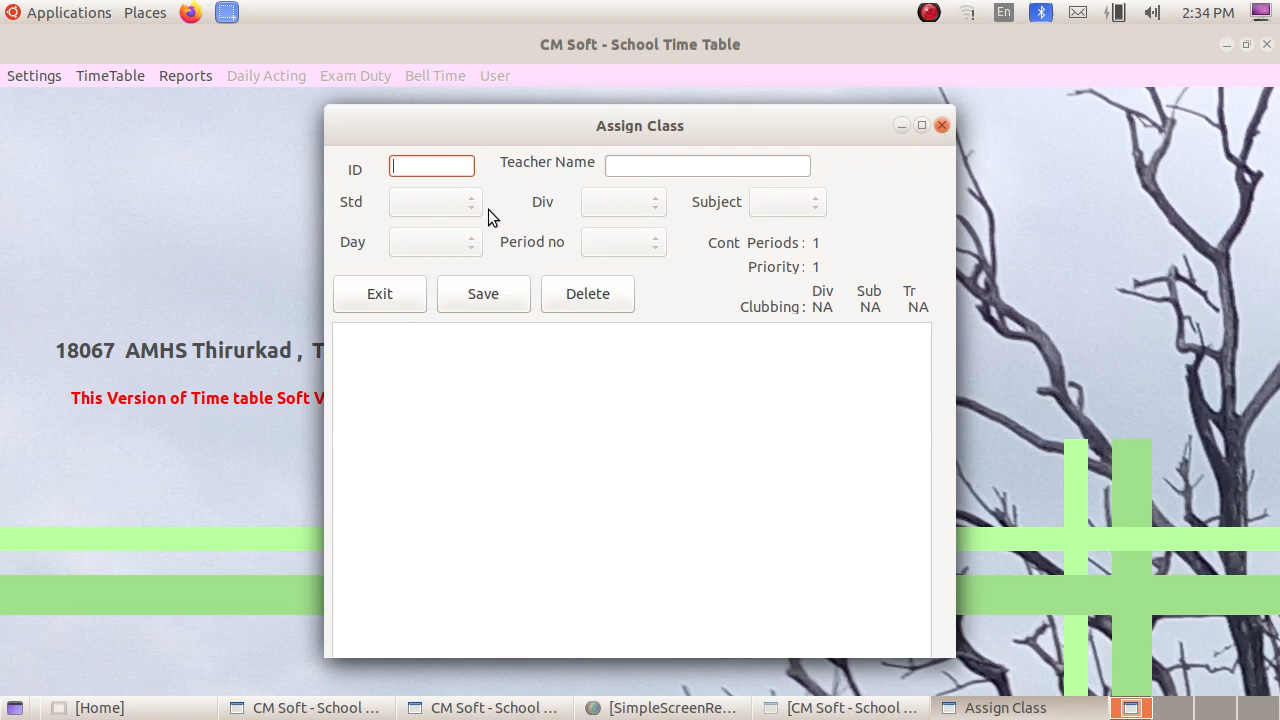 Applications Places En 2:34 PM
CM Soft - School Time Table
Settings TimeTable Reports Daily Acting Exam Duty Bell Time User
Assign Class
ID Teacher Name
Std Div Subject
Day Period no Cont Periods : 1
Priority : 1
Exit Save Delete
Div Sub Tr
Clubbing : NA NA NA
18067 AMHS Thirurkad , T
This Version of Time table Soft V
[Home] CM Soft - School ... CM Soft - School ... [SimpleScreenRe... [CM Soft - School ... Assign Class